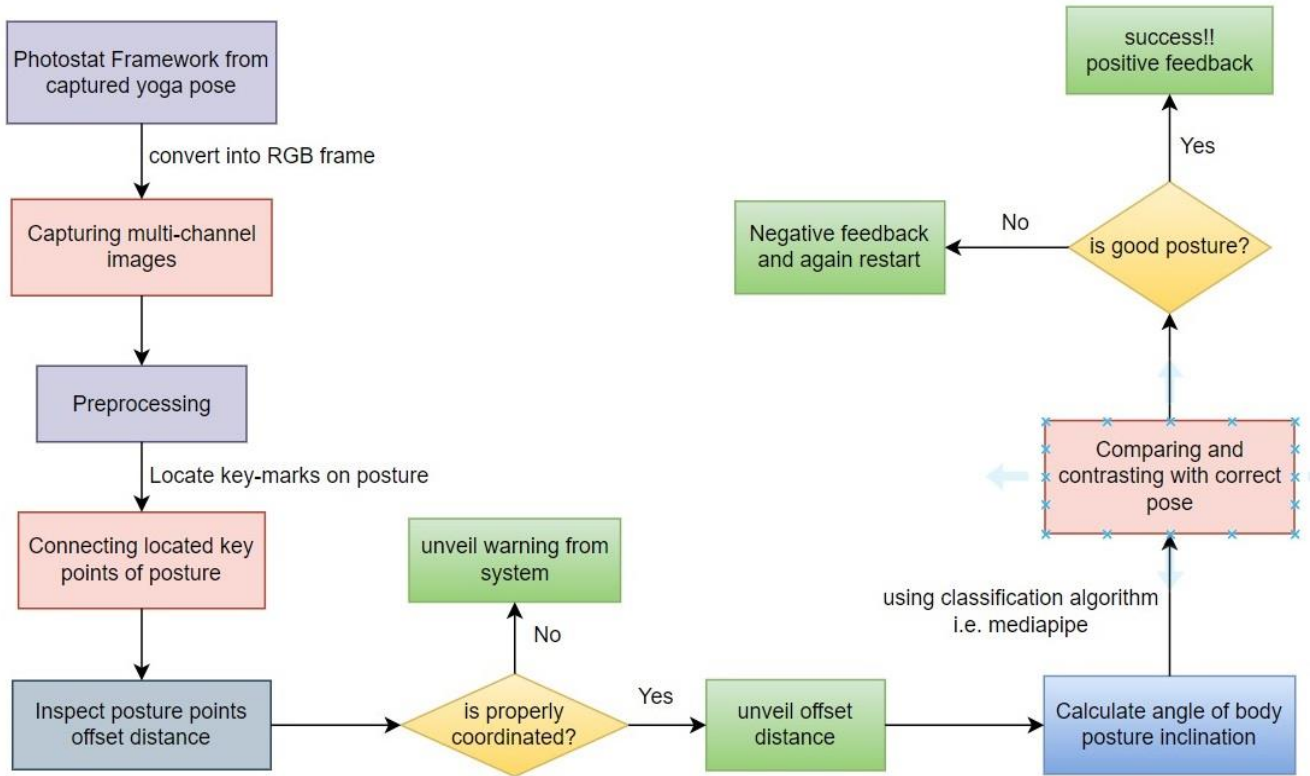 Photostat Framework from
captured yoga pose
convert into RGB frame
Capturing multi-channel
images
Preprocessing
Locate key-marks on posture
Connecting located key
points of posture
Inspect posture points
offset distance
is properly
coordinated?
No
unveil warning from
system
Yes
unveil offset
distance
Calculate angle of body
posture inclination
using classification algorithm
i.e. mediapipe
Comparing and
contrasting with correct
pose
is good posture?
No
Negative feedback
and again restart
Yes
success!!
positive feedback